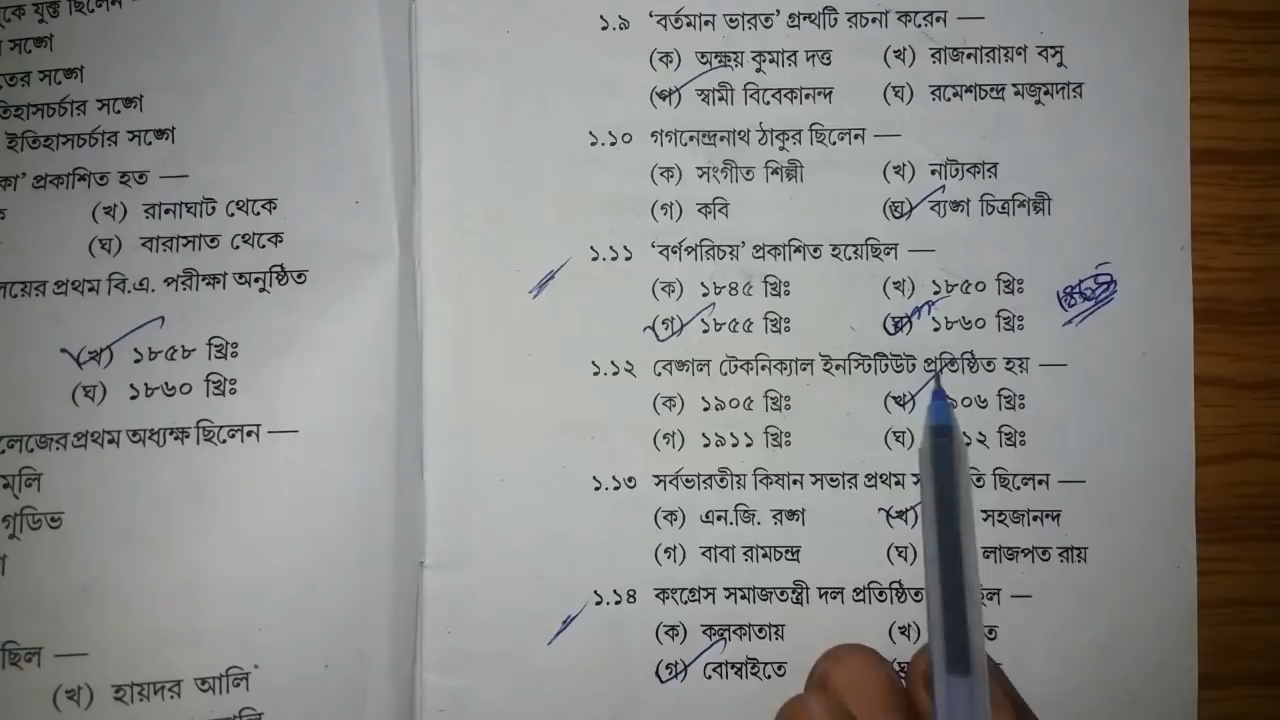 যুক্ত ছিলেন
সঙ্গে
সঙ্গে
সঙ্গে
ইতিহাসচর্চার সঙ্গে
প্রকাশিত হত —
(খ) রানাঘাট থেকে
(ঘ) বারাসাত থেকে
প্রথম বি.এ. পরীক্ষা অনুষ্ঠিত
(খ) ১৮৫৮ খ্রিঃ
(ঘ) ১৮৬০ খ্রিঃ
প্রথম অধ্যক্ষ ছিলেন —
(খ) হায়দর আলি
১.৯ ‘বর্তমান ভারত’ গ্রন্থটি রচনা করেন —
(ক) অক্ষয় কুমার দত্ত (খ) রাজনারায়ণ বসু
(গ) স্বামী বিবেকানন্দ (ঘ) রমেশচন্দ্র মজুমদার
১.১০ গগনেন্দ্রনাথ ঠাকুর ছিলেন —
(ক) সংগীত শিল্পী (খ) নাট্যকার
(গ) কবি (ঘ) ব্যঙ্গ চিত্রশিল্পী
১.১১ ‘বর্ণপরিচয়’ প্রকাশিত হয়েছিল —
(ক) ১৮৪৫ খ্রিঃ (খ) ১৮৫০ খ্রিঃ
(গ) ১৮৫৫ খ্রিঃ (ঘ) ১৮৬০ খ্রিঃ
১.১২ বেঙ্গল টেকনিক্যাল ইনস্টিটিউট প্রতিষ্ঠিত হয় —
(ক) ১৯০৫ খ্রিঃ (খ) ১৯০৬ খ্রিঃ
(গ) ১৯১১ খ্রিঃ (ঘ) ১২ খ্রিঃ
১.১৩ সর্বভারতীয় কিষান সভার প্রথম ছিলেন —
(ক) এন.জি. রঙ্গ (খ) সহজানন্দ
(গ) বাবা রামচন্দ্র (ঘ) লাজপত রায়
১.১৪ কংগ্রেস সমাজতন্ত্রী দল প্রতিষ্ঠিত —
(ক) কলকাতায় (খ)
(গ) বোম্বাইতে